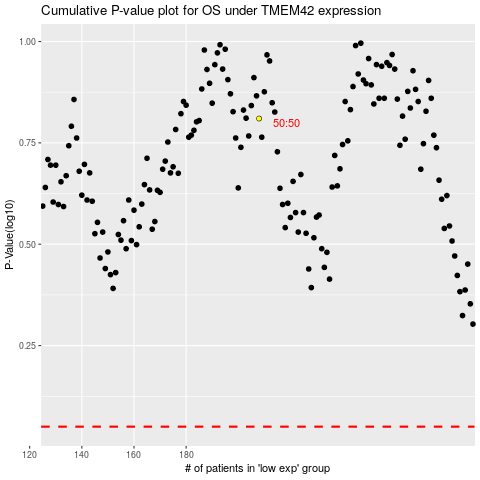 Cumulative P-value plot for OS under TMEM42 expression
1.00
0.75
0.50
0.25
P-Value(log10)
50:50
120 140 160 180
# of patients in 'low exp' group